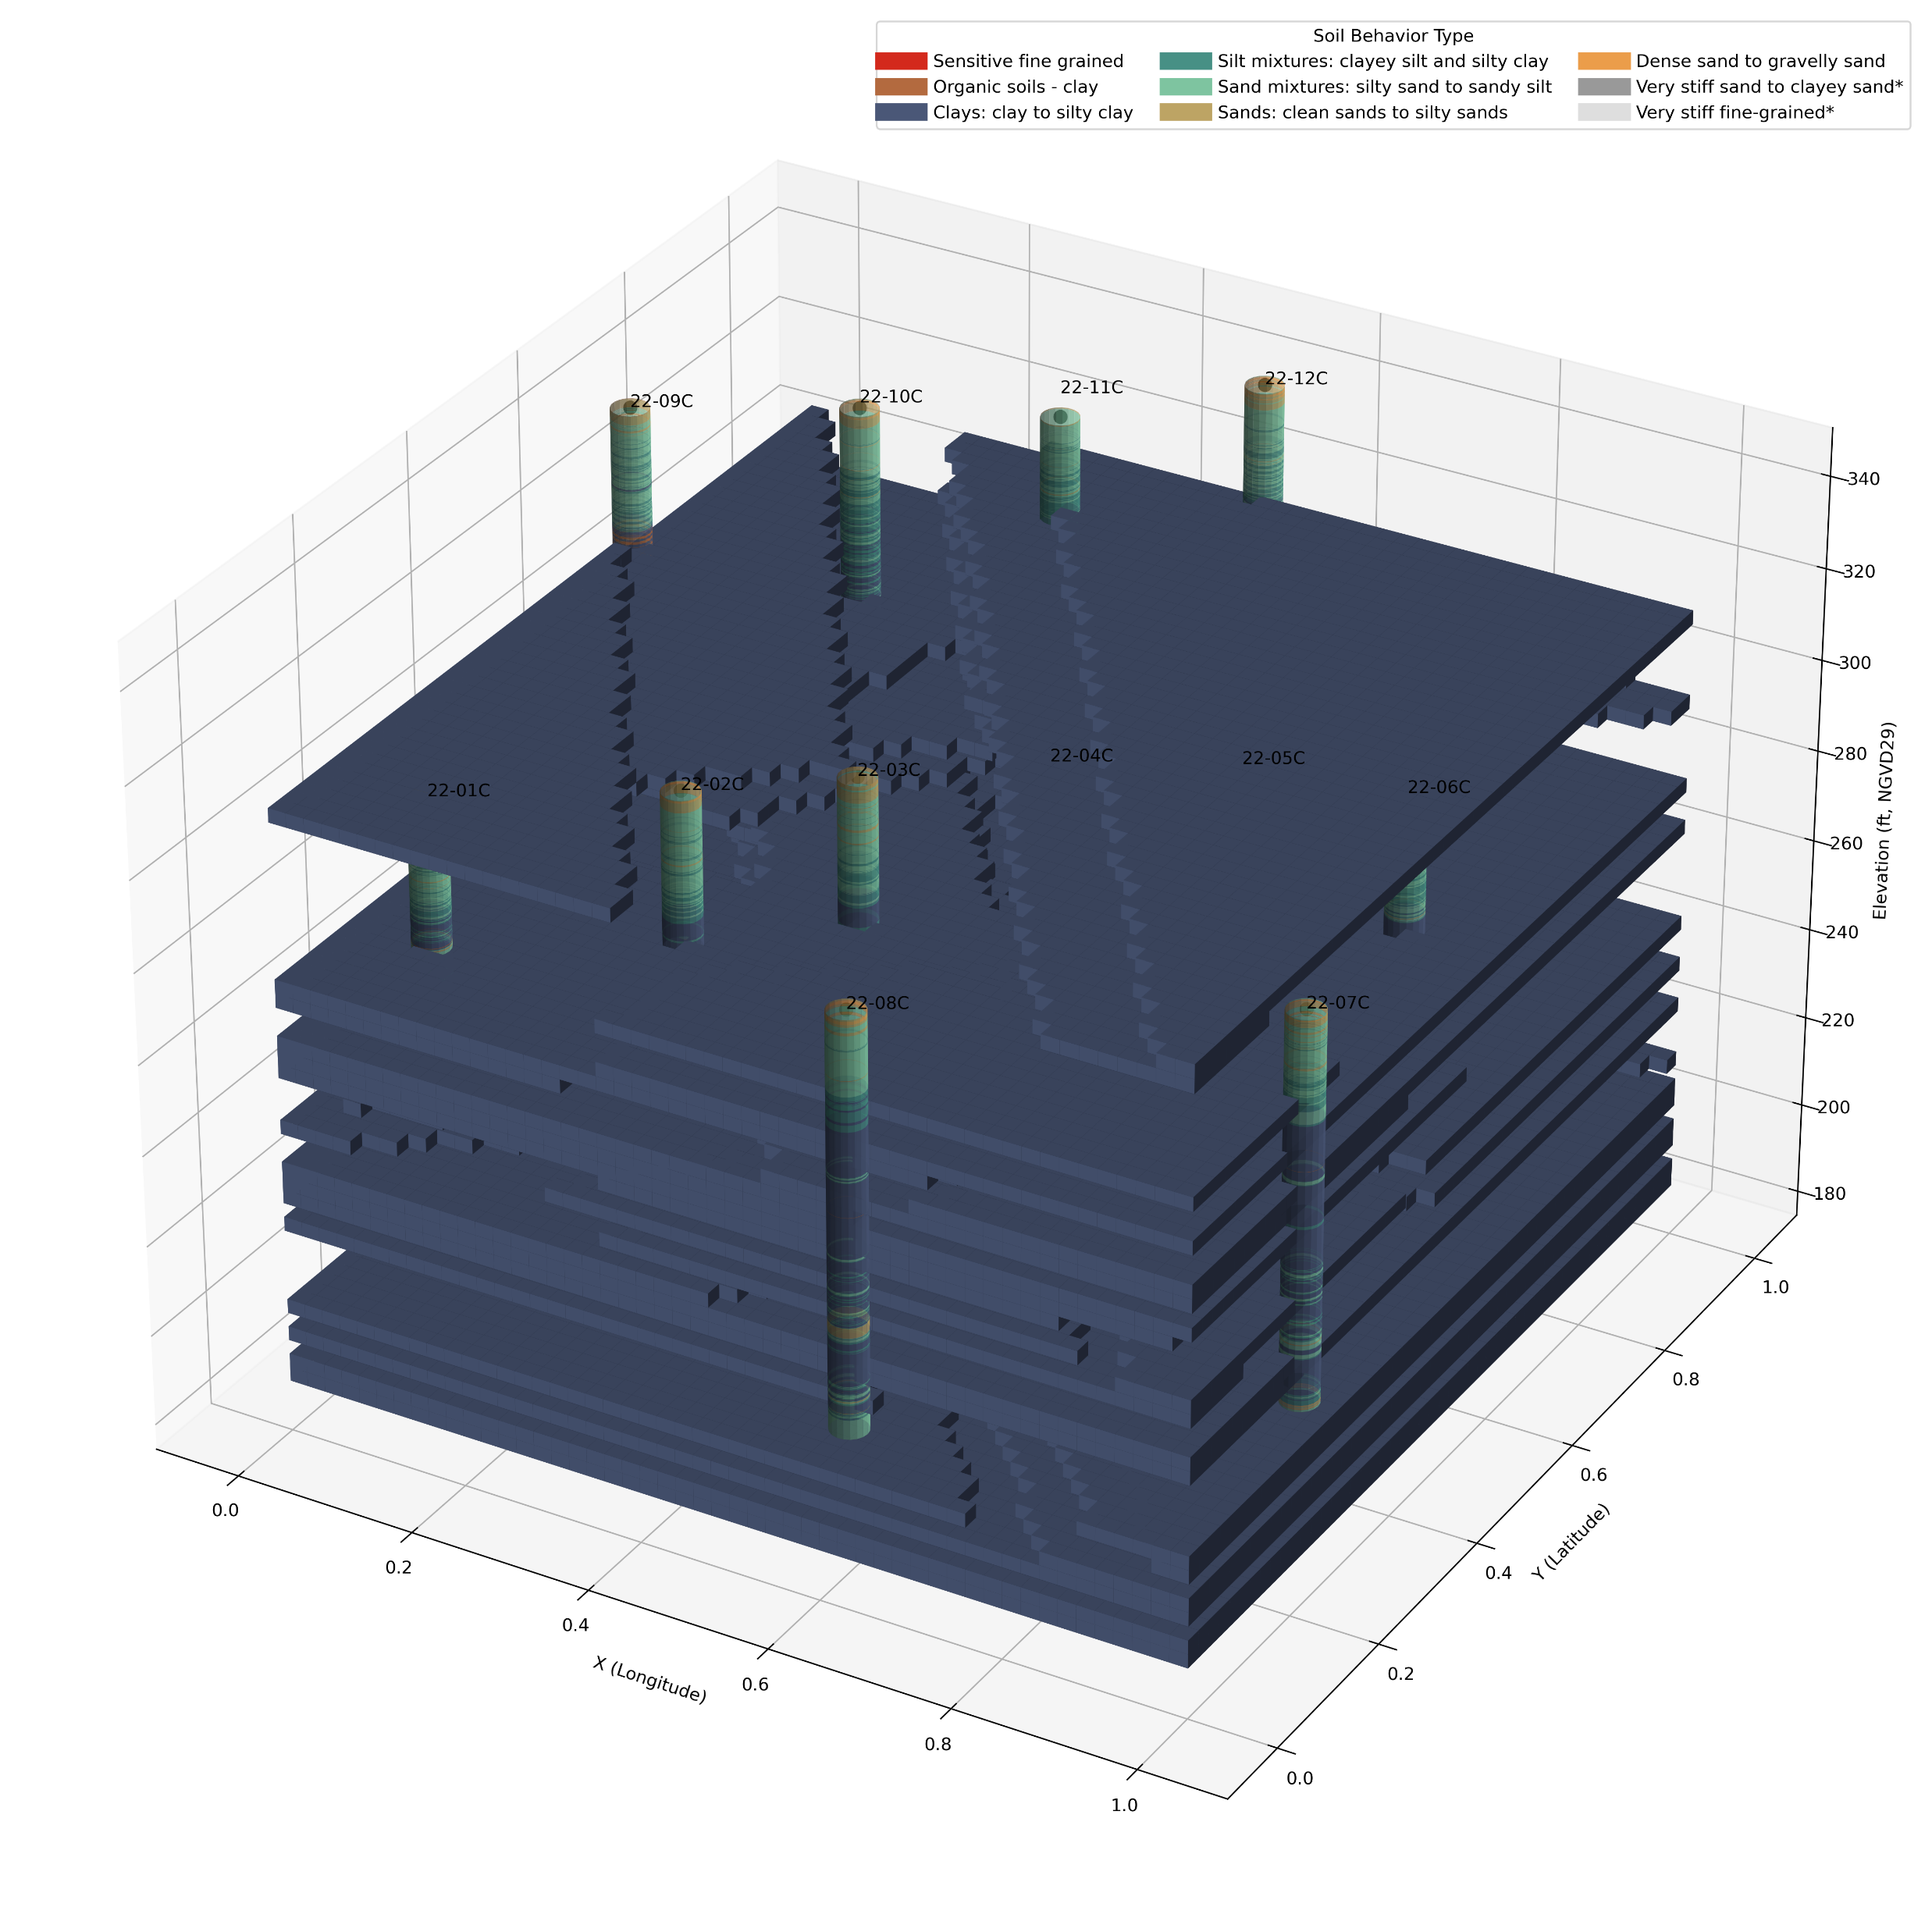 Soil Behavior Type
Sensitive fine grained
Organic soils - clay
Clays: clay to silty clay
Silt mixtures: clayey silt and silty clay
Sand mixtures: silty sand to sandy silt
Sands: clean sands to silty sands
Dense sand to gravelly sand
Very stiff sand to clayey sand*
Very stiff fine-grained*
22-09C
22-10C
22-11C
22-12C
22-01C
22-02C
22-03C
22-04C
22-05C
22-06C
22-08C
22-07C
340
320
300
280
260
240
220
200
180
Elevation (ft, NGVD29)
0.0
0.2
0.4
0.6
0.8
1.0
X (Longitude)
0.0
0.2
0.4
0.6
0.8
1.0
Y (Latitude)